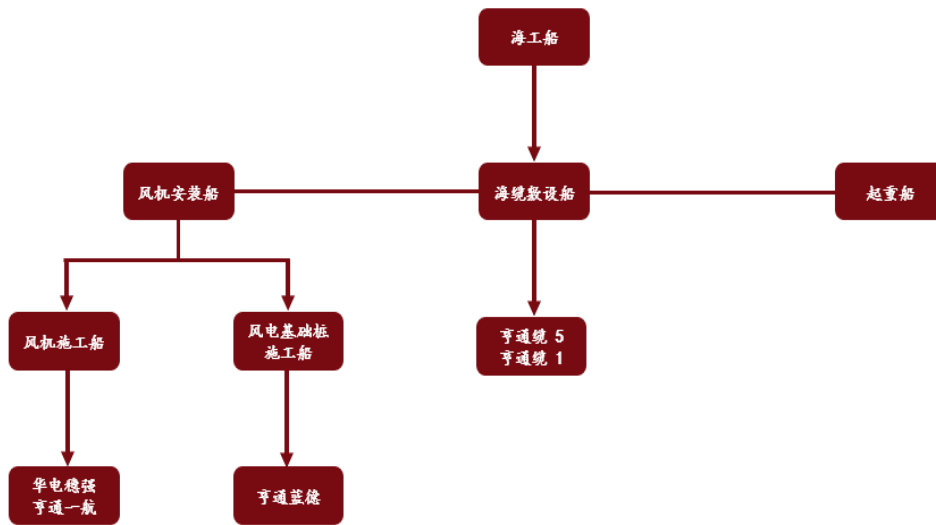 海工船
风机安装船
海缆敷设船
起重船
风机施工船
风电基础桩
施工船
亨通缆 5
亨通缆 1
华电稳强
亨通一航
亨通蓝德